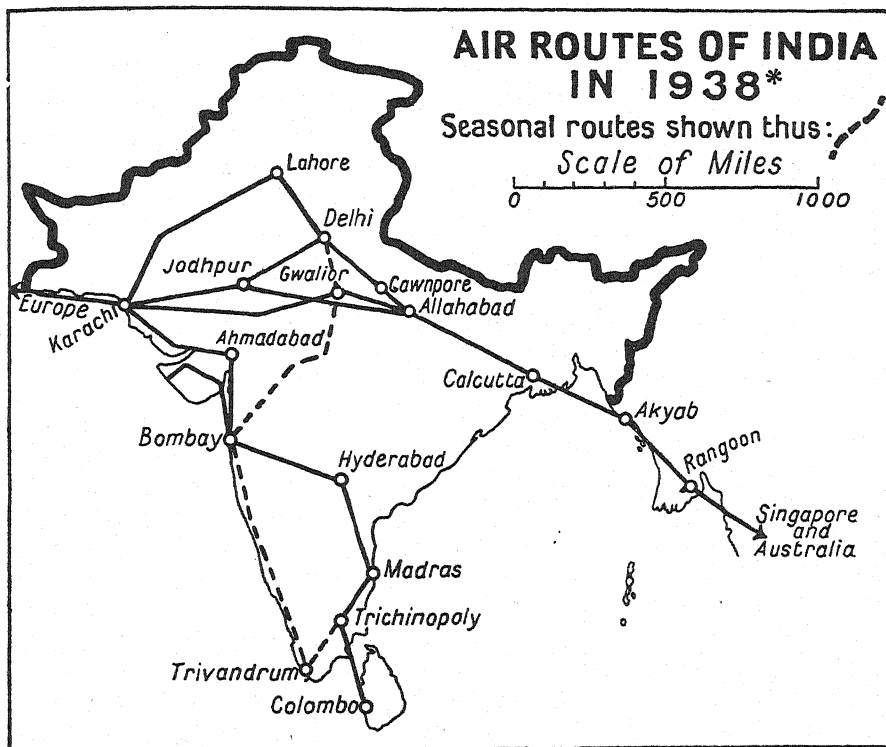 AIR ROUTES OF INDIA
IN 1938*
Seasonal routes shown thus:
Scale of Miles
0 500 1000
Lahore
Delhi
Jodhpur
Gwalior
Cawnpore
Allahabad
Europe
Karachi
Ahmadabad
Calcutta
Akyab
Bombay
Hyderabad
Rangoon
Singapore
and
Australia
Madras
Trichinopoly
Trivandrum
Colombo